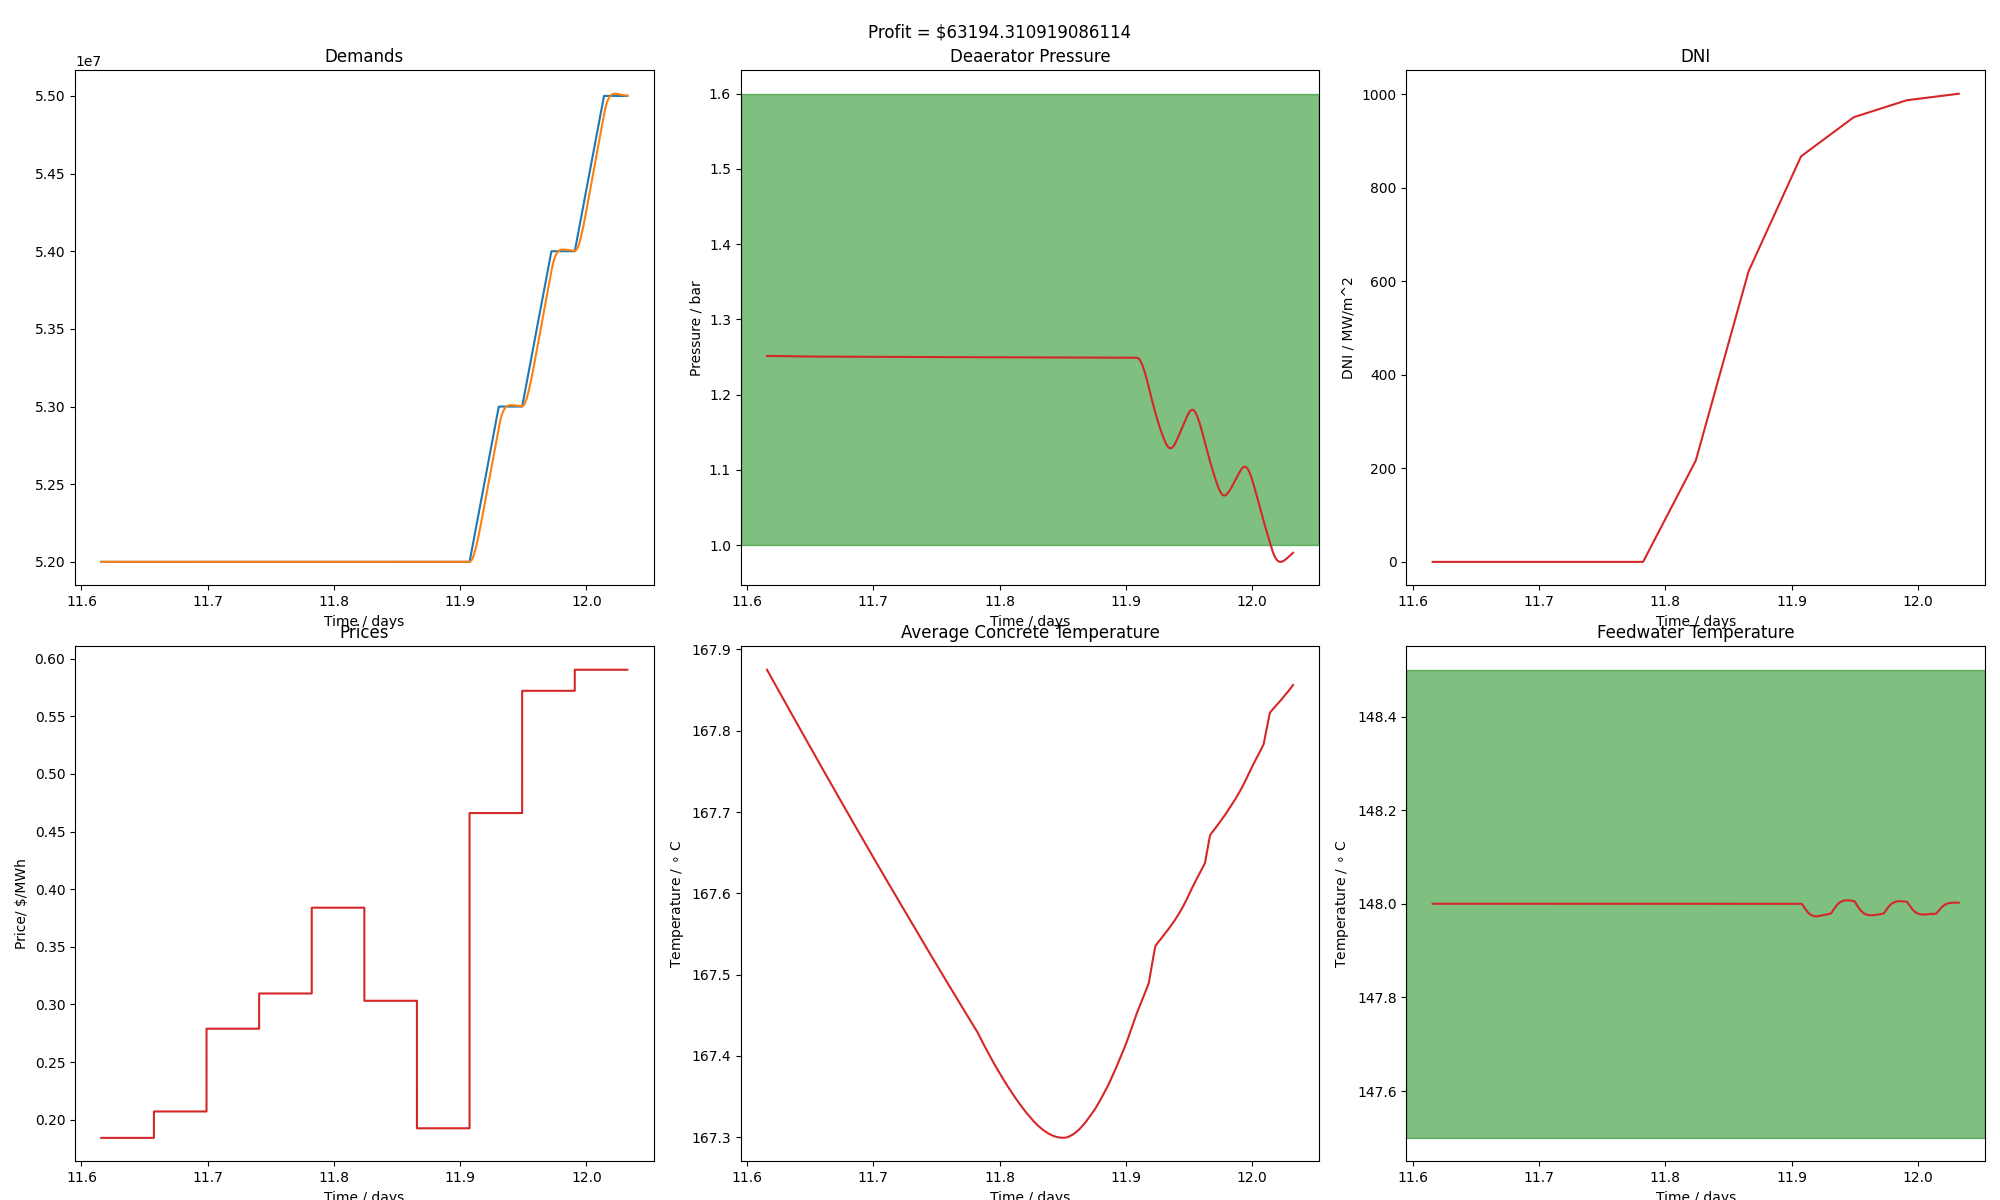 Profit = $63194.310919086114
Demands
1e7
5.50
5.45
5.40
5.35
5.30
5.25
5.20
11.6 11.7 11.8 11.9 12.0
Time / days
Deaerator Pressure
Pressure / bar
1.6
1.5
1.4
1.3
1.2
1.1
1.0
11.6 11.7 11.8 11.9 12.0
Time / days
DNI
DNI / MW/m^2
1000
800
600
400
200
0
11.6 11.7 11.8 11.9 12.0
Time / days
Prices
Price/ $/MWh
0.60
0.55
0.50
0.45
0.40
0.35
0.30
0.25
0.20
11.6 11.7 11.8 11.9 12.0
Time / days
Average Concrete Temperature
Temperature / ∘ C
167.9
167.8
167.7
167.6
167.5
167.4
167.3
11.6 11.7 11.8 11.9 12.0
Time / days
Feedwater Temperature
Temperature / ∘ C
148.4
148.2
148.0
147.8
147.6
11.6 11.7 11.8 11.9 12.0
Time / days